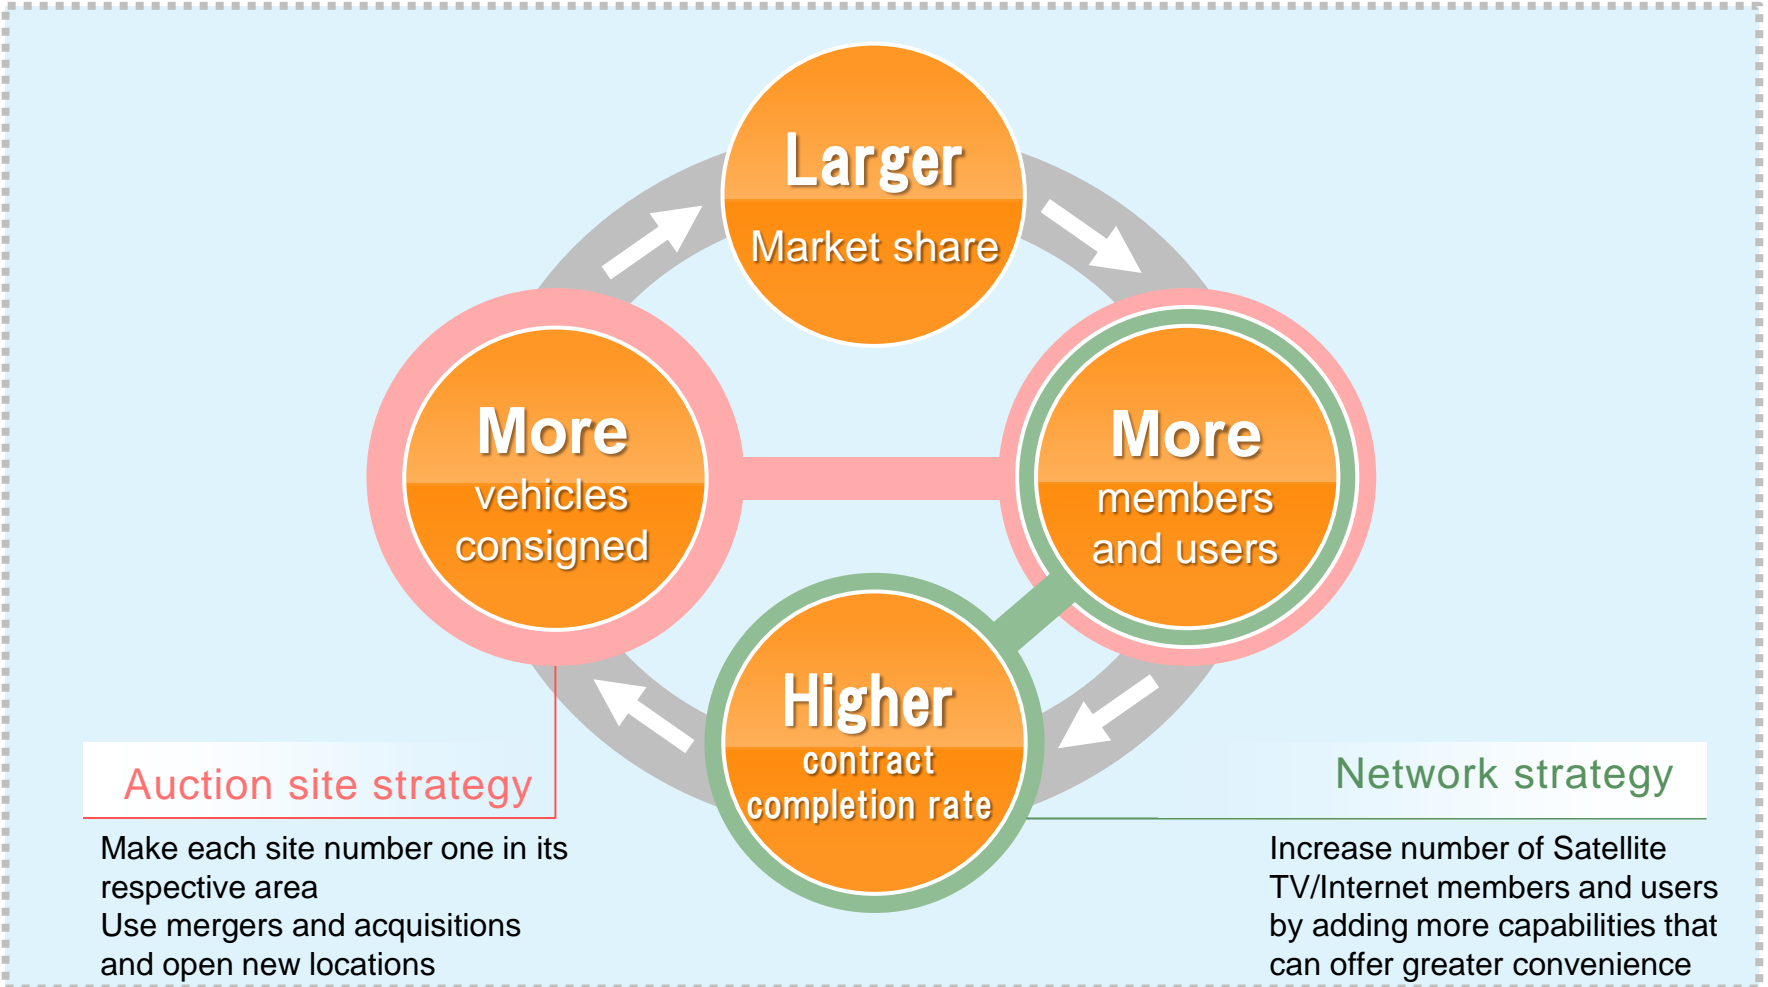 Larger
Market share
More
vehicles
consigned
More
members
and users
Higher
contract
completion rate
Auction site strategy
Make each site number one in its
respective area
Use mergers and acquisitions
and open new locations
Network strategy
Increase number of Satellite
TV/Internet members and users
by adding more capabilities that
can offer greater convenience